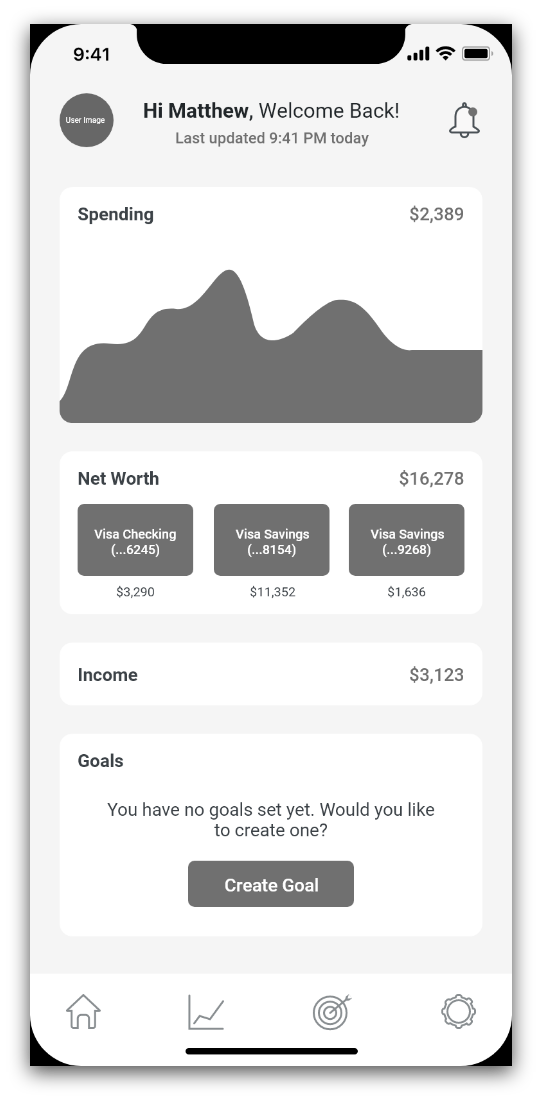 9:41
User Image
Hi Matthew, Welcome Back!
Last updated 9:41 PM today
Spending
$2,389
Net Worth
$16,278
Visa Checking
(...6245)
Visa Savings
(...8154)
Visa Savings
(...9268)
$3,290
$11,352
$1,636
Income
$3,123
Goals
You have no goals set yet. Would you like
to create one?
Create Goal